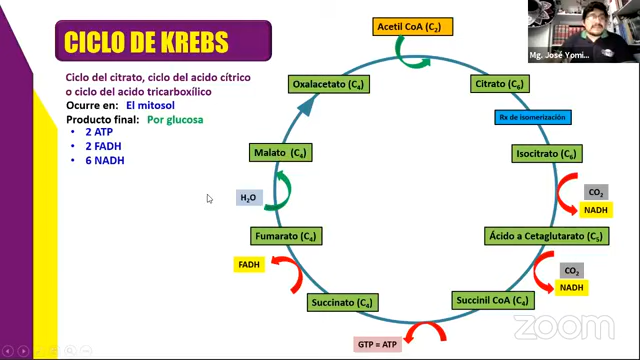 CICLO DE KREBS
Ciclo del citrato, ciclo del acido cítrico
o ciclo del acido tricarboxílico
Ocurre en: El mitosol
Producto final: Por glucosa
• 2 ATP
• 2 FADH
• 6 NADH
Acetil CoA (C2)
Oxalacetato (C4)
Citrato (C6)
Rx de isomerización
Malato (C4)
Isocitrato (C6)
CO2
NADH
H2O
Fumarato (C4)
Ácido a Cetaglutarato (C5)
FADH
CO2
NADH
Succinato (C4)
Succinil CoA (C4)
GTP = ATP
zoom
Mg. José Yomi...